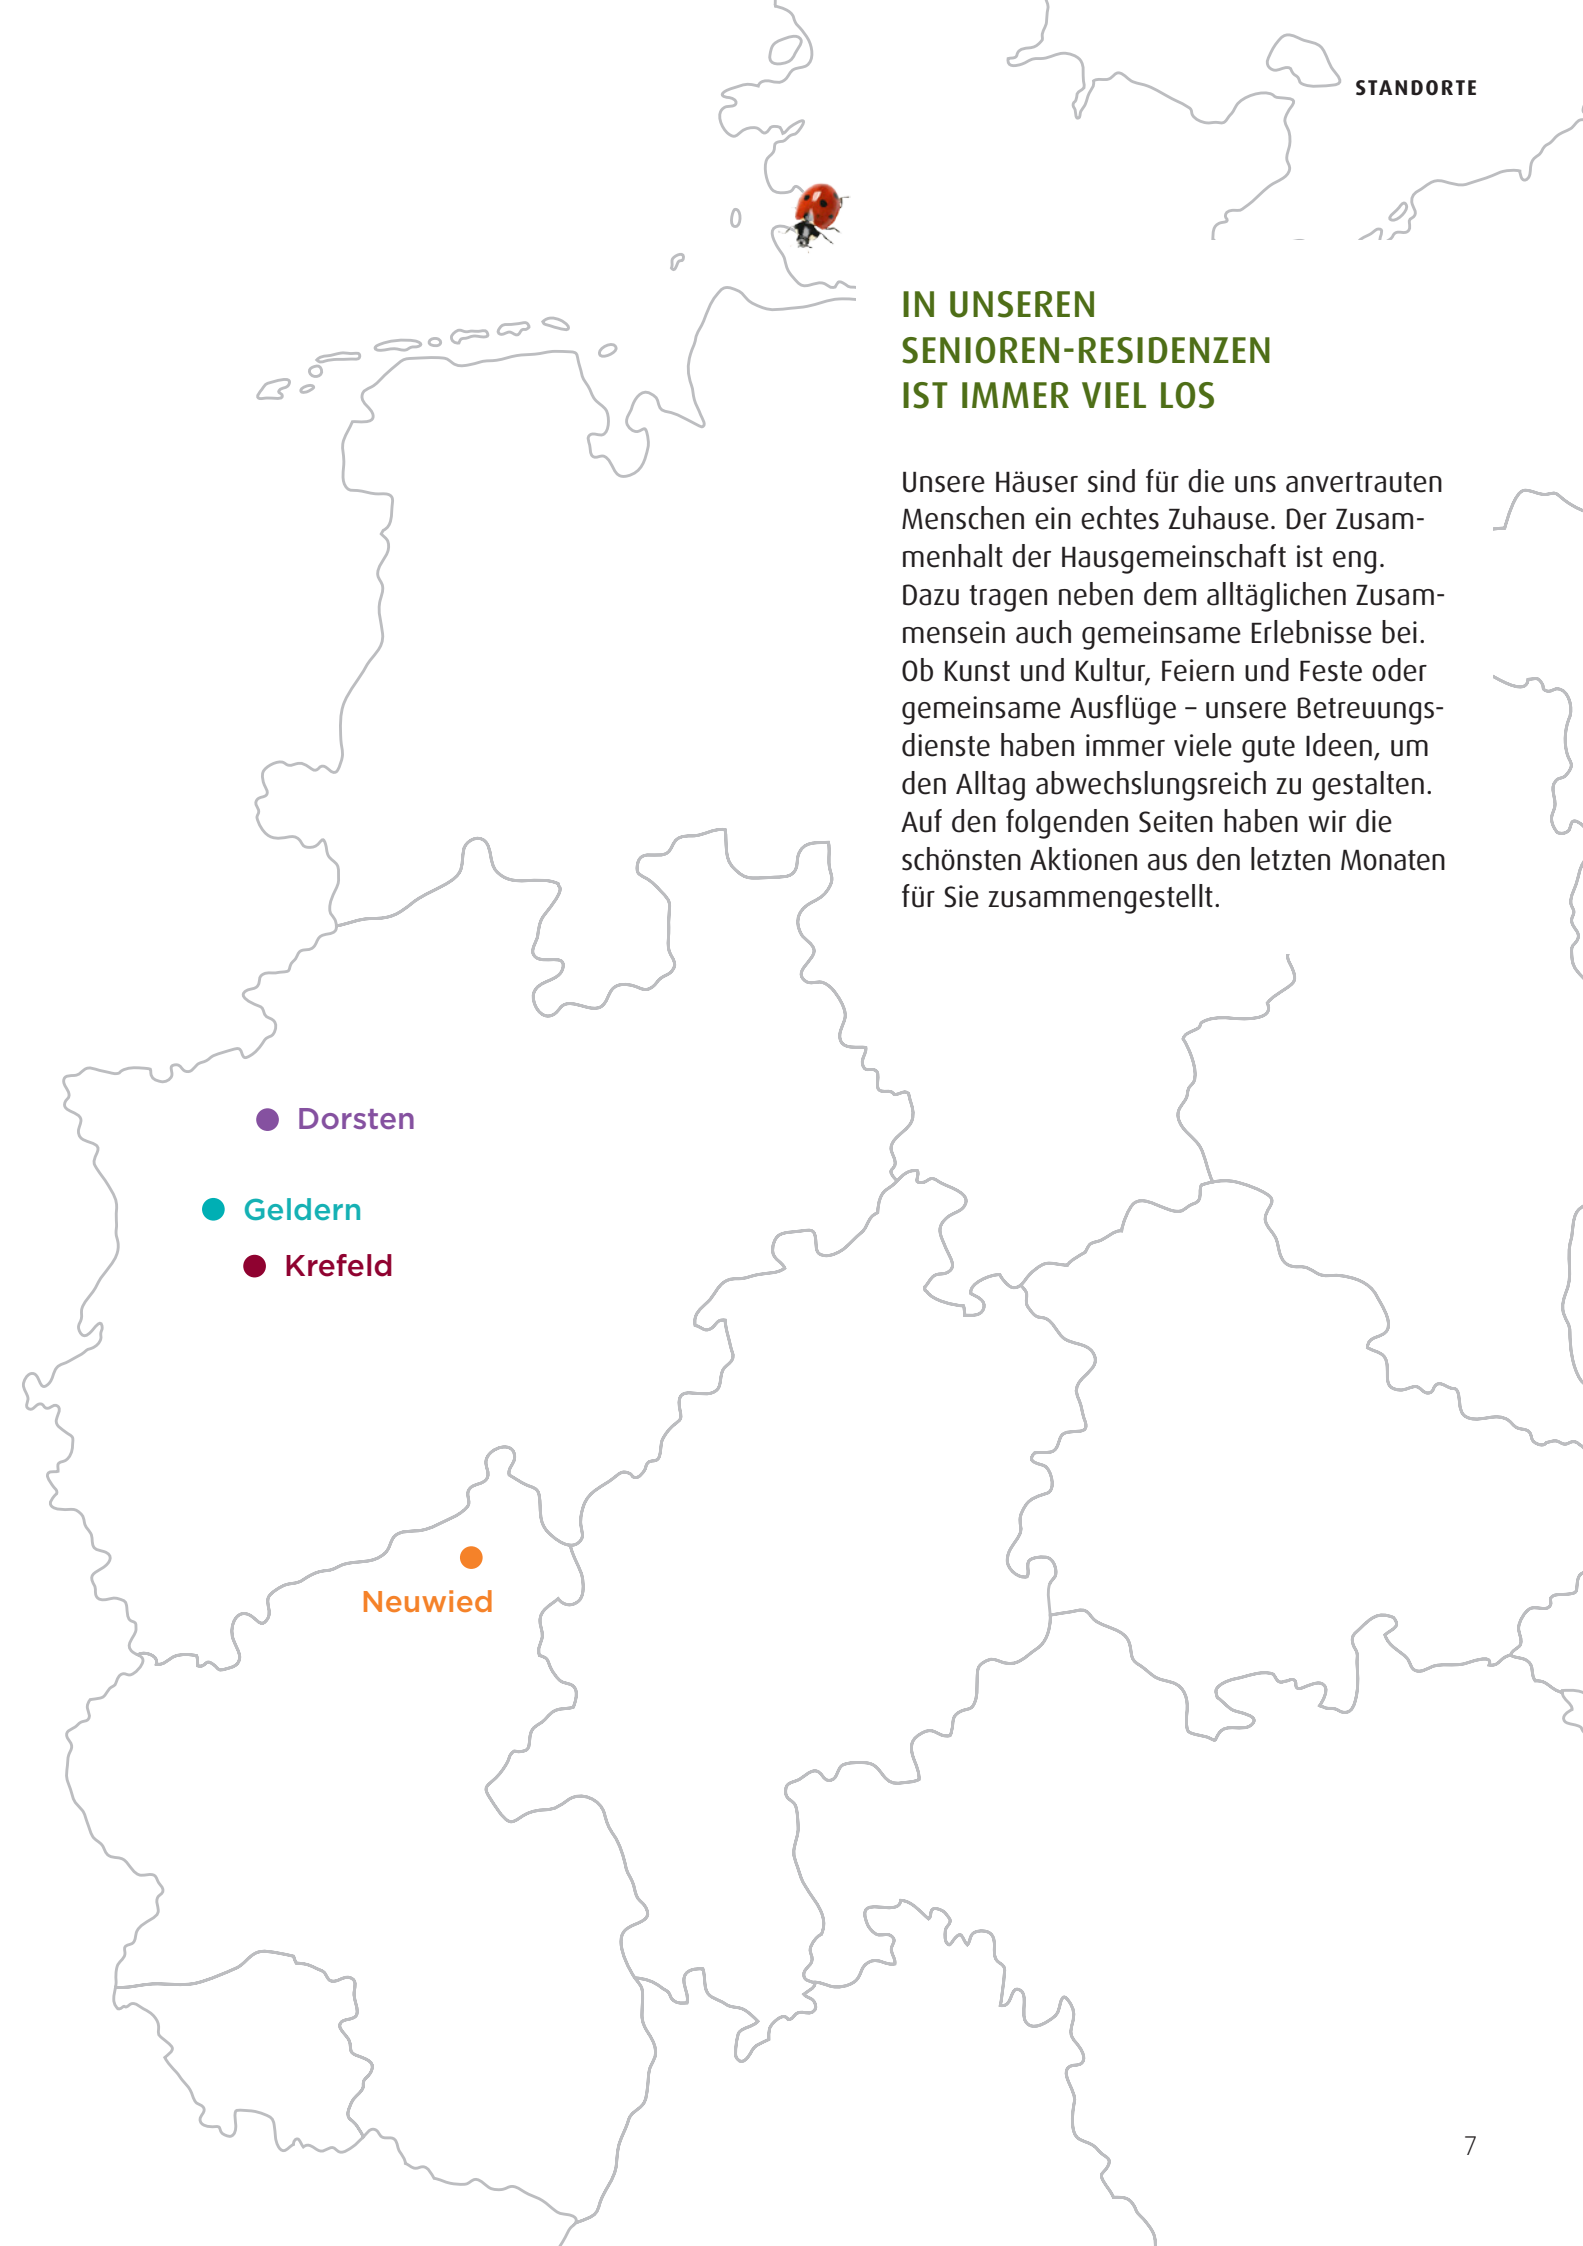 STANDORTE
IN UNSEREN
SENIOREN-RESIDENZEN
IST IMMER VIEL LOS
Unsere Häuser sind für die uns anvertrauten
Menschen ein echtes Zuhause. Der Zusam-
menhalt der Hausgemeinschaft ist eng.
Dazu tragen neben dem alltäglichen Zusam-
mensein auch gemeinsame Erlebnisse bei.
Ob Kunst und Kultur, Feiern und Feste oder
gemeinsame Ausflüge – unsere Betreuungs-
dienste haben immer viele gute Ideen, um
den Alltag abwechslungsreich zu gestalten.
Auf den folgenden Seiten haben wir die
schönsten Aktionen aus den letzten Monaten
für Sie zusammengestellt.
Dorsten
Geldern
Krefeld
Neuwied
7